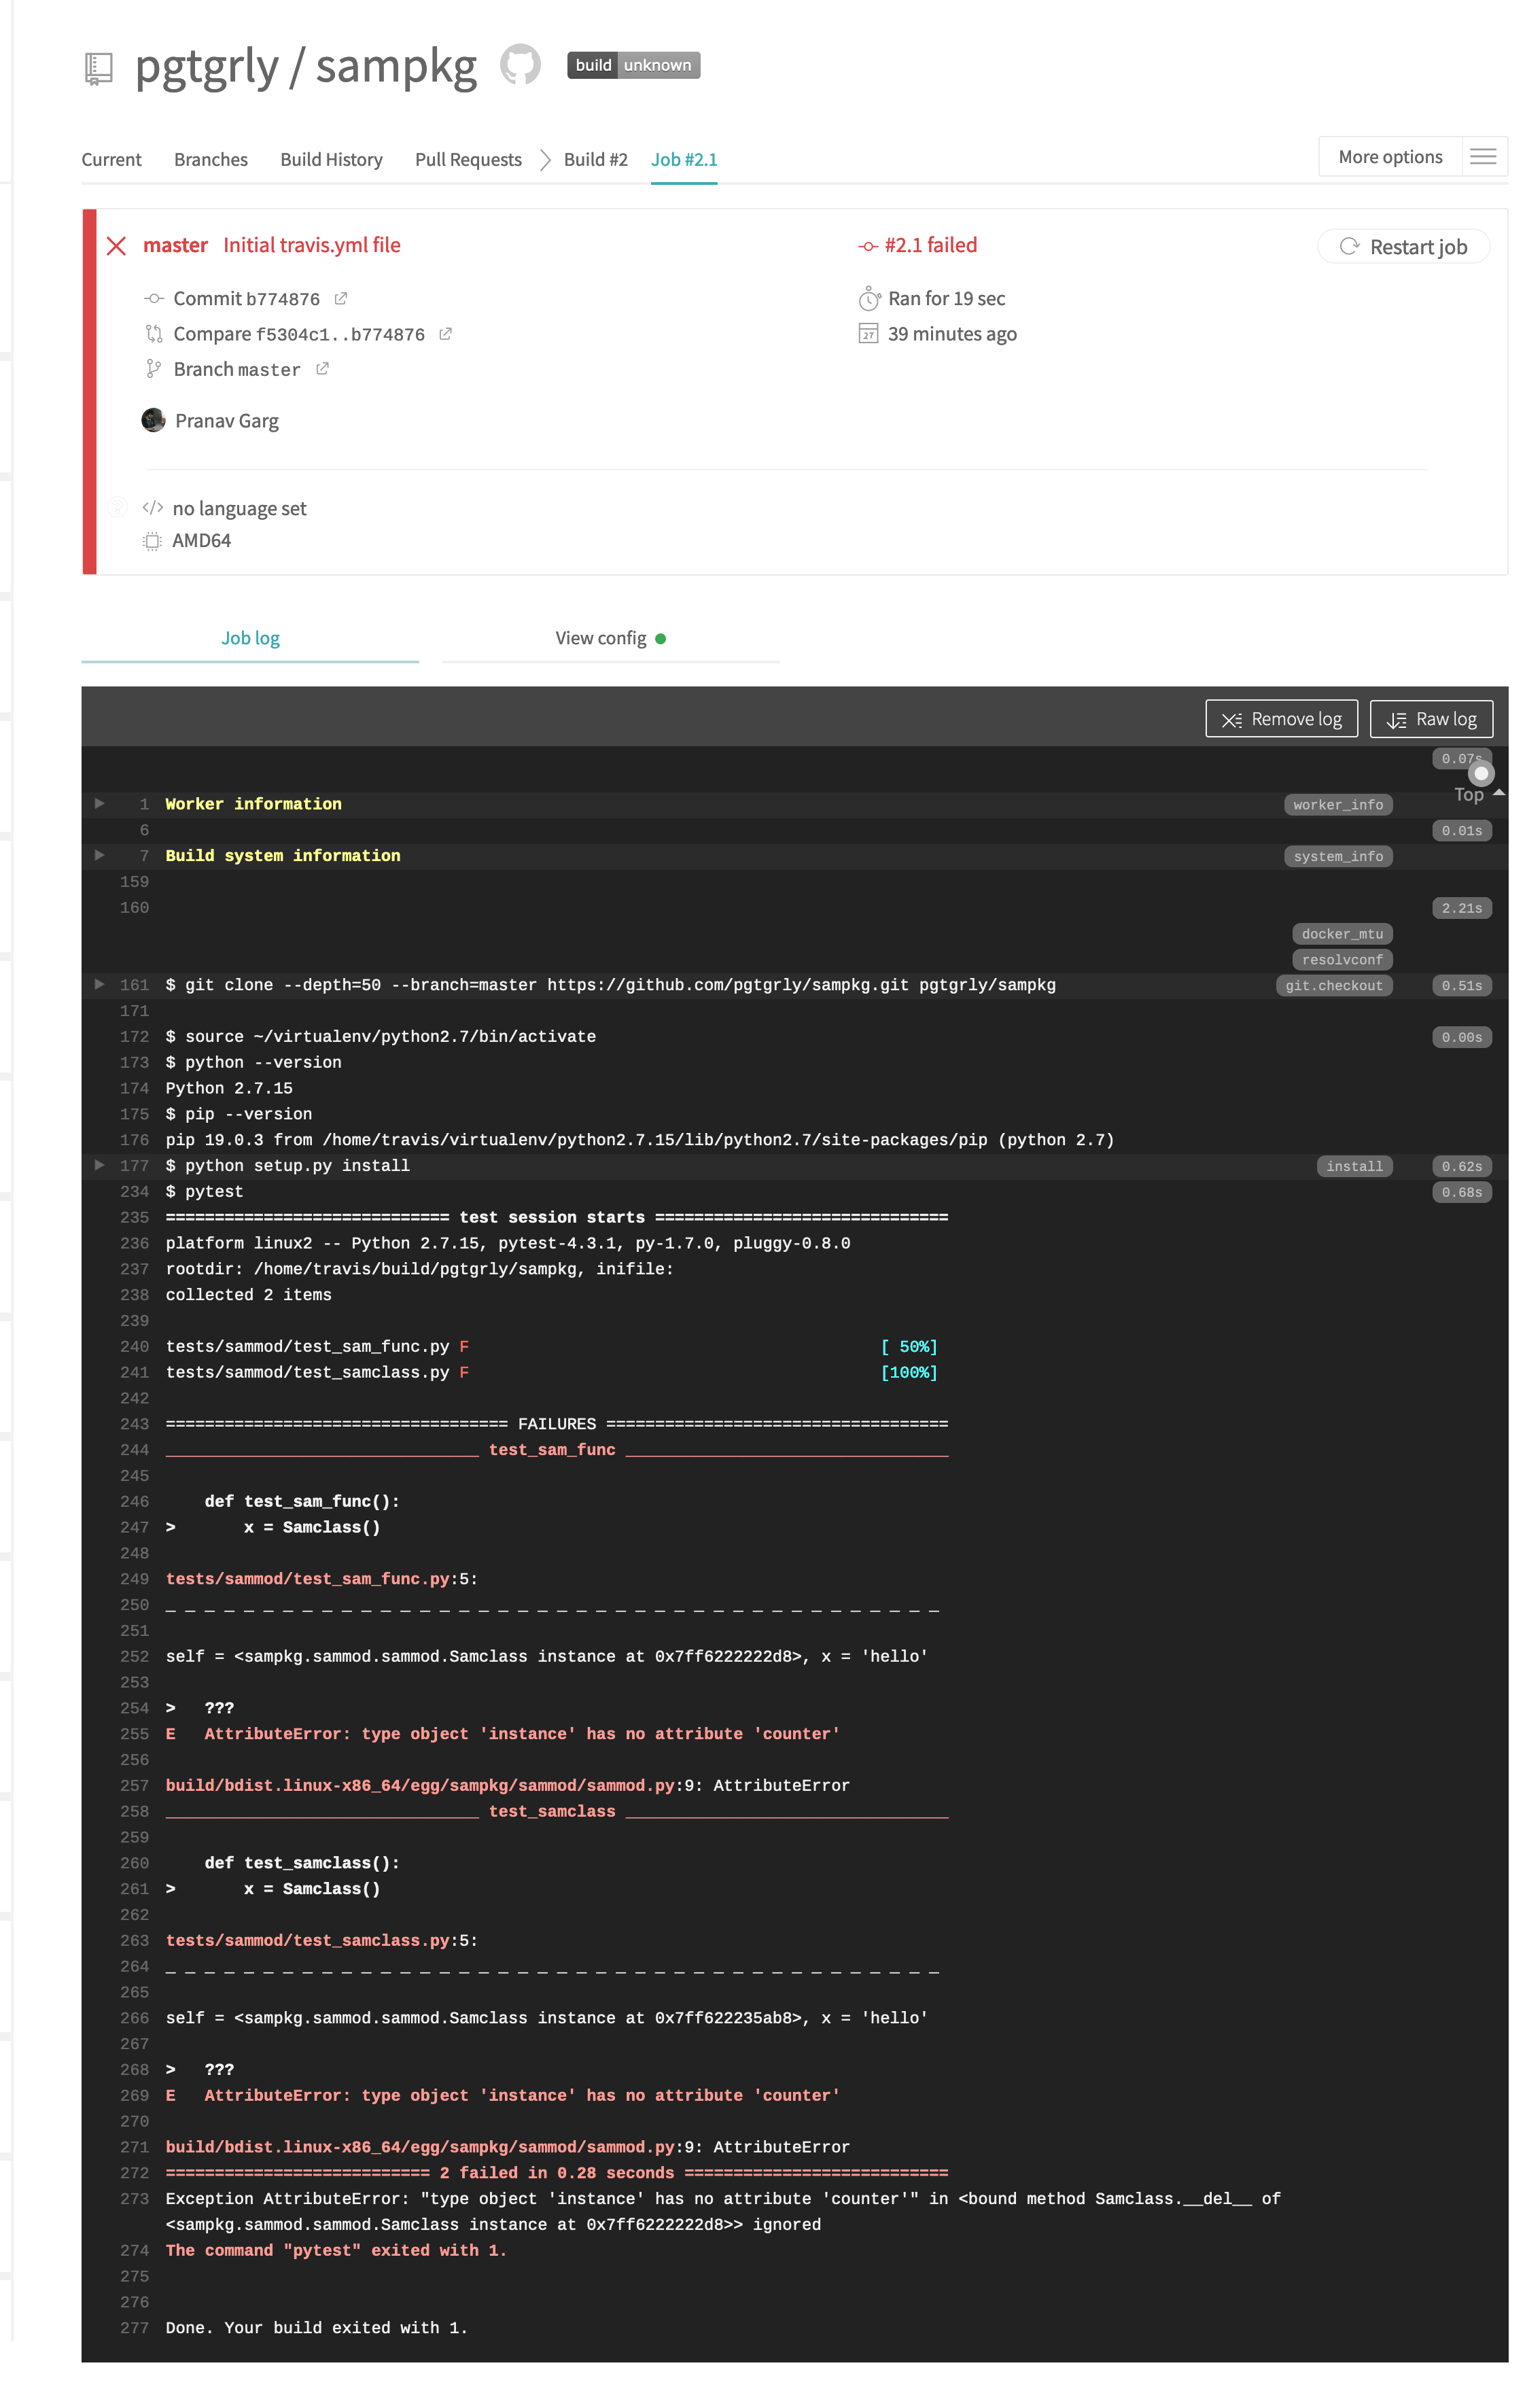 pgtgrly / sampkg build unknown
Current Branches Build History Pull Requests Build #2 Job #2.1 More options
master Initial travis.yml file #2.1 failed Restart job
Commit b774876 Ran for 19 sec
Compare f5304c1..b774876 39 minutes ago
Branch master
Pranav Garg
no language set
AMD64
Job log View config
Remove log Raw log
0.07s
Top
1 Worker information worker_info
6 0.01s
7 Build system information system_info
159
160 2.21s
docker_mtu
resolvconf
161 $ git clone --depth=50 --branch=master https://github.com/pgtgrly/sampkg.git pgtgrly/sampkg git.checkout 0.51s
171
172 $ source ~/virtualenv/python2.7/bin/activate 0.00s
173 $ python --version
174 Python 2.7.15
175 $ pip --version
176 pip 19.0.3 from /home/travis/virtualenv/python2.7.15/lib/python2.7/site-packages/pip (python 2.7)
177 $ python setup.py install install 0.62s
234 $ pytest 0.68s
235 ============================= test session starts ==============================
236 platform linux2 -- Python 2.7.15, pytest-4.3.1, py-1.7.0, pluggy-0.8.0
237 rootdir: /home/travis/build/pgtgrly/sampkg, inifile:
238 collected 2 items
239
240 tests/sammod/test_sam_func.py F [ 50%]
241 tests/sammod/test_samclass.py F [100%]
242
243 =================================== FAILURES ===================================
244 ________________________________ test_sam_func _________________________________
245
246 def test_sam_func():
247 > x = Samclass()
248
249 tests/sammod/test_sam_func.py:5:
250 _ _ _ _ _ _ _ _ _ _ _ _ _ _ _ _ _ _ _ _ _ _ _ _ _ _ _ _ _ _ _ _ _ _ _ _ _ _ _ _
251
252 self = <sampkg.sammod.sammod.Samclass instance at 0x7ff6222222d8>, x = 'hello'
253
254 > ???
255 E AttributeError: type object 'instance' has no attribute 'counter'
256
257 build/bdist.linux-x86_64/egg/sampkg/sammod/sammod.py:9: AttributeError
258 ________________________________ test_samclass _________________________________
259
260 def test_samclass():
261 > x = Samclass()
262
263 tests/sammod/test_samclass.py:5:
264 _ _ _ _ _ _ _ _ _ _ _ _ _ _ _ _ _ _ _ _ _ _ _ _ _ _ _ _ _ _ _ _ _ _ _ _ _ _ _ _
265
266 self = <sampkg.sammod.sammod.Samclass instance at 0x7ff622235ab8>, x = 'hello'
267
268 > ???
269 E AttributeError: type object 'instance' has no attribute 'counter'
270
271 build/bdist.linux-x86_64/egg/sampkg/sammod/sammod.py:9: AttributeError
272 =========================== 2 failed in 0.28 seconds ===========================
273 Exception AttributeError: "type object 'instance' has no attribute 'counter'" in <bound method Samclass.__del__ of
<sampkg.sammod.sammod.Samclass instance at 0x7ff6222222d8>> ignored
274 The command "pytest" exited with 1.
275
276
277 Done. Your build exited with 1.